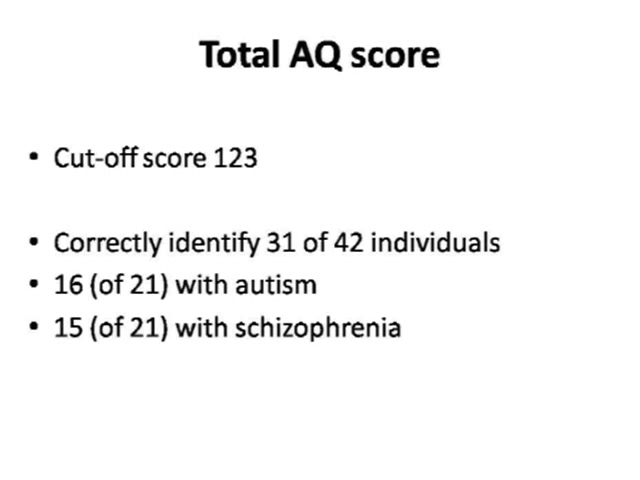 Total AQ score
• Cut-off score 123
• Correctly identify 31 of 42 individuals
• 16 (of 21) with autism
• 15 (of 21) with schizophrenia